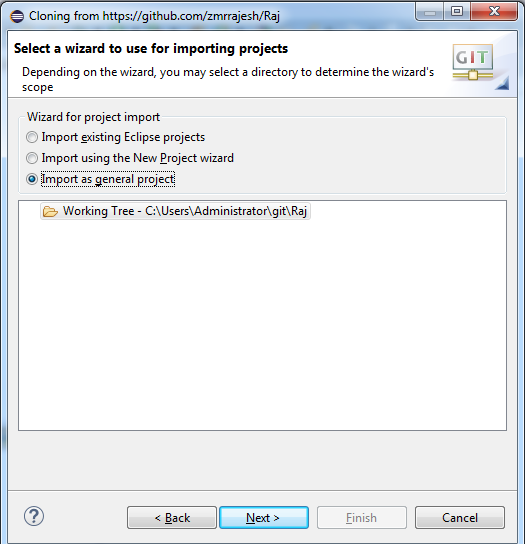 Cloning from https://github.com/zmrrajesh/Raj
Select a wizard to use for importing projects
Depending on the wizard, you may select a directory to determine the wizard's
scope
GIT
Wizard for project import
Import existing Eclipse projects
Import using the New Project wizard
Import as general project
Working Tree - C:\Users\Administrator\git\Raj
?
< Back
Next >
Finish
Cancel